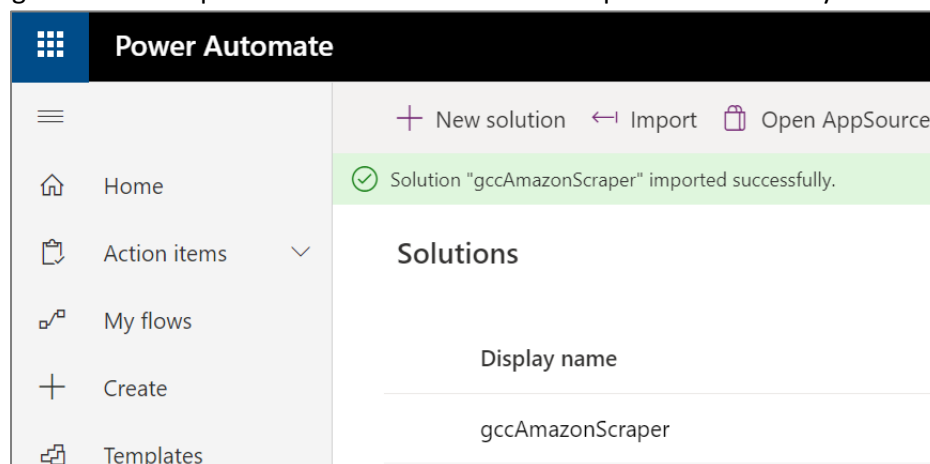 Power Automate
New solution Import Open AppSource
Solution "gccAmazonScraper" imported successfully.
Home
Action items
Solutions
My flows
Display name
Create
gccAmazonScraper
Templates